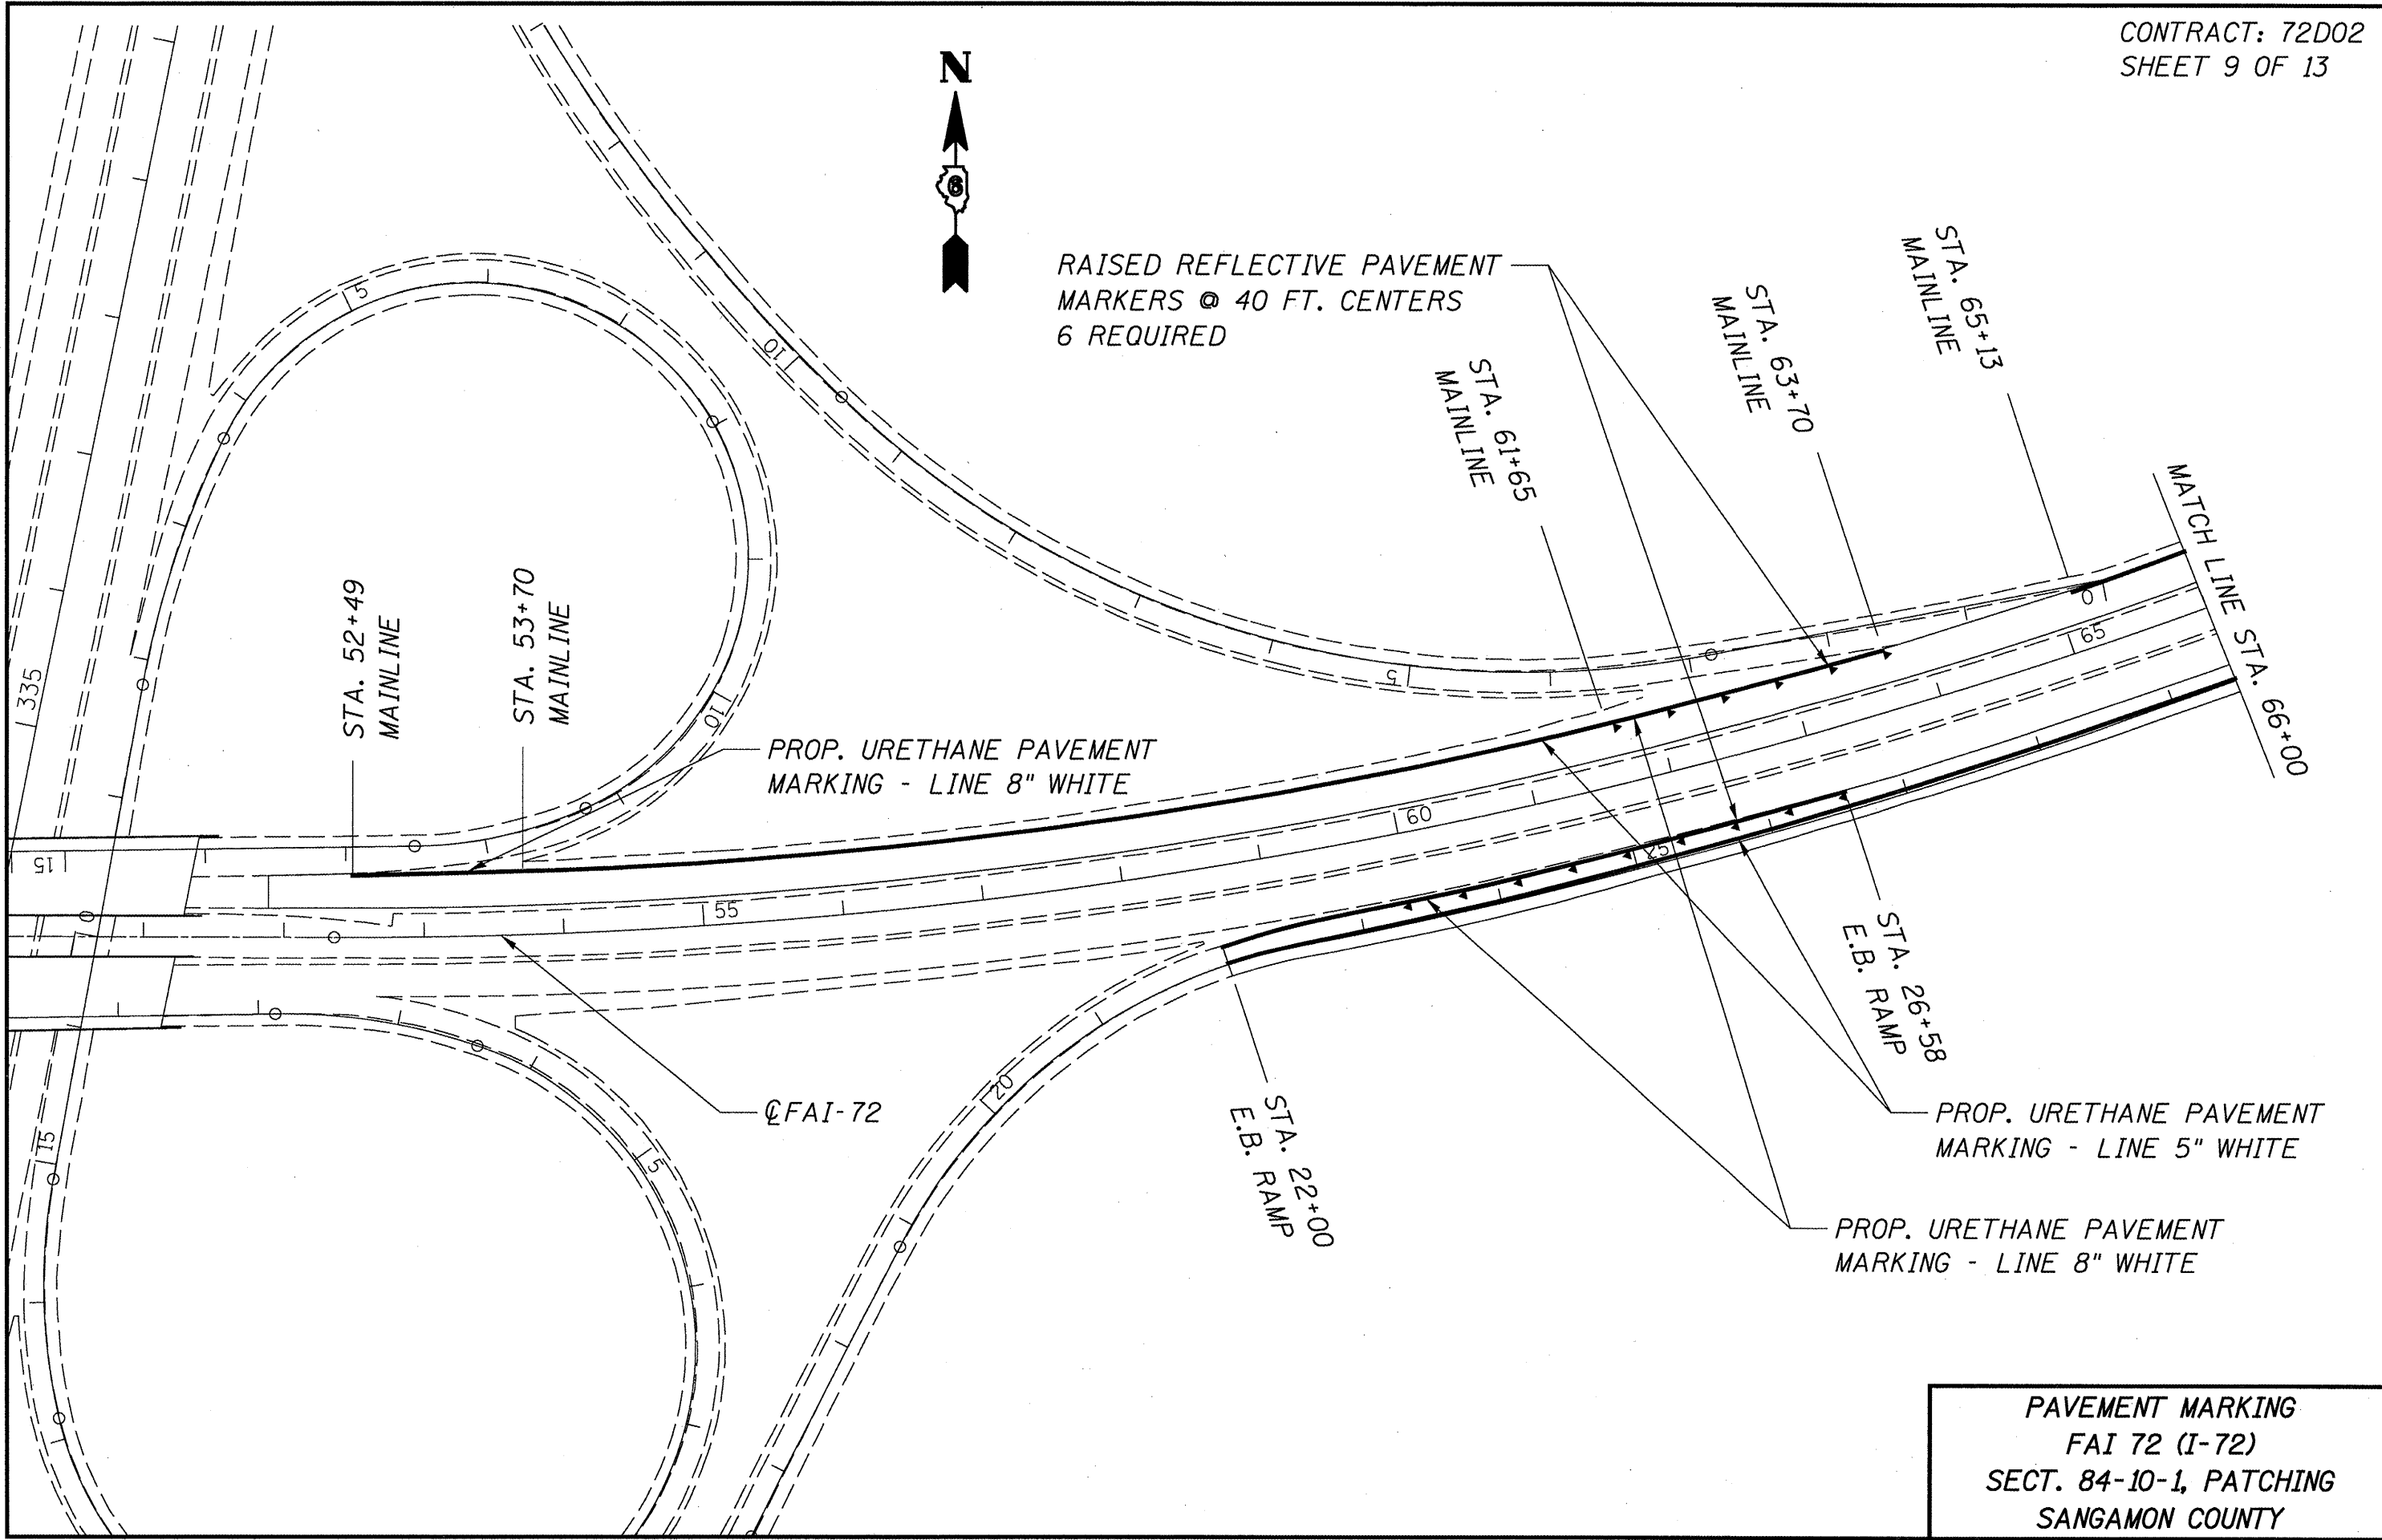 CONTRACT: 72D02
SHEET 9 OF 13
N
6
RAISED REFLECTIVE PAVEMENT
MARKERS @ 40 FT. CENTERS
6 REQUIRED
STA. 65+13
MAINLINE
STA. 63+70
MAINLINE
STA. 61+65
MAINLINE
MATCH LINE STA. 66+00
STA. 52+49
MAINLINE
STA. 53+70
MAINLINE
PROP. URETHANE PAVEMENT
MARKING - LINE 8" WHITE
5
10
10
5
0
65
335
15
0
55
60
25
20
15
5
℄ FAI-72
STA. 22+00
E.B. RAMP
STA. 26+58
E.B. RAMP
PROP. URETHANE PAVEMENT
MARKING - LINE 5" WHITE
PROP. URETHANE PAVEMENT
MARKING - LINE 8" WHITE
PAVEMENT MARKING
FAI 72 (I-72)
SECT. 84-10-1, PATCHING
SANGAMON COUNTY